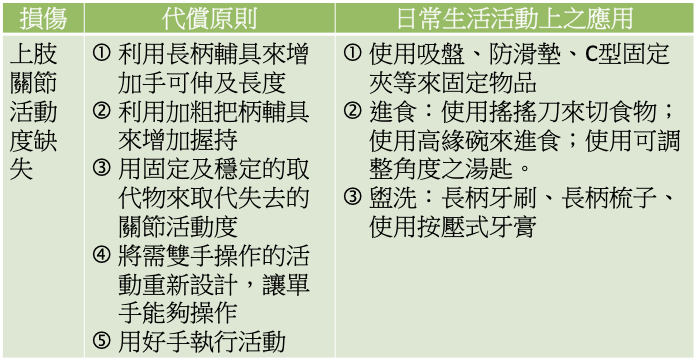 損傷
代償原則
日常生活活動上之應用
上肢
關節
活動
度缺
失
① 利用長柄輔具來增
加手可伸及長度
② 利用加粗把柄輔具
來增加握持
③ 用固定及穩定的取
代物來取代失去的
關節活動度
④ 將需雙手操作的活
動重新設計，讓單
手能夠操作
⑤ 用好手執行活動
① 使用吸盤、防滑墊、C型固定
夾等來固定物品
② 進食：使用搖搖刀來切食物；
使用高緣碗來進食；使用可調
整角度之湯匙。
③ 盥洗：長柄牙刷、長柄梳子、
使用按壓式牙膏